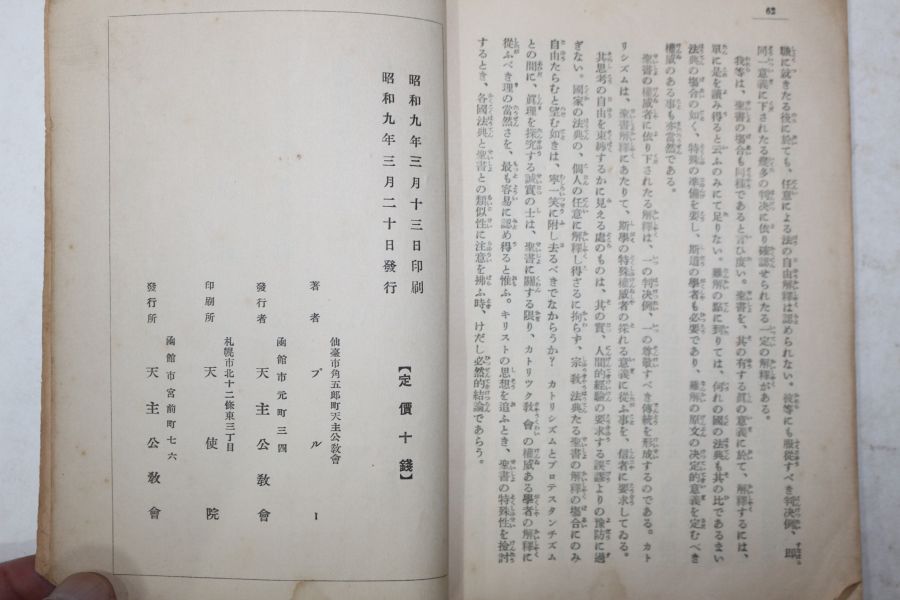 62
職に就きたる後に於ても、任意による法の自由解釋は認められない。彼等にも服從すべき判決例、即
同一意義に下されたる幾多の判決に依り確認せられたる一定の解釋がある。
我等は、聖書の場合も同樣であると言ひ度い。聖書を、其の有する眞の意義に於て、解釋するには、
單に是を讀み得ると云ふのみにて足りない。難解の點に到りては、何れの國の法典も其の比であるまい
法典の場合の如く、特殊の準備を要し、斯道の學者も必要であり、難解の原文の決定的意義を定むべき
權威のある事も亦當然である。
聖書の權威者に依り下されたる解釋は、一の判決例、一つの尊敬すべき傳統を形成するのである。カト
リシズムは、聖書解釋にあたりて、斯學の特殊權威者の採れる意義に從ふ事を、信者に要求してゐる。
其思考の自由を束縛するかに見える處のものは、其の實、人間的經驗の要求する誤謬よりの豫防に過
ぎない。國家の法典の、個人の任意に解釋し得ざるに拘らず、宗教法典たる聖書の解釋の場合にのみ
自由たらむと望む如きは、寧一笑に附し去るべきでなからうか？ カトリシズムとプロテスタンチズム
との間に、眞理を探究する誠實の士は、聖書に關する限り、カトリツク教會の權威ある學者の解釋に
從ふべき理の當然さを、最も容易に認め得ると惟ふ。キリストの思想を追ふとき、聖書の特殊性を檢討
するとき、各國法典と聖書との類似性に注意を拂ふ時、けだし必然的結論であらう。
昭和九年三月十三日印刷
昭和九年三月二十日發行
【定價十錢】
仙臺市角五郎町天主公教會
著者 プルー
函館市元町三四
發行者 天主公教會
札幌市北十二條東三丁目
印刷所 天使院
函館市宮前町七六
發行所 天主公教會